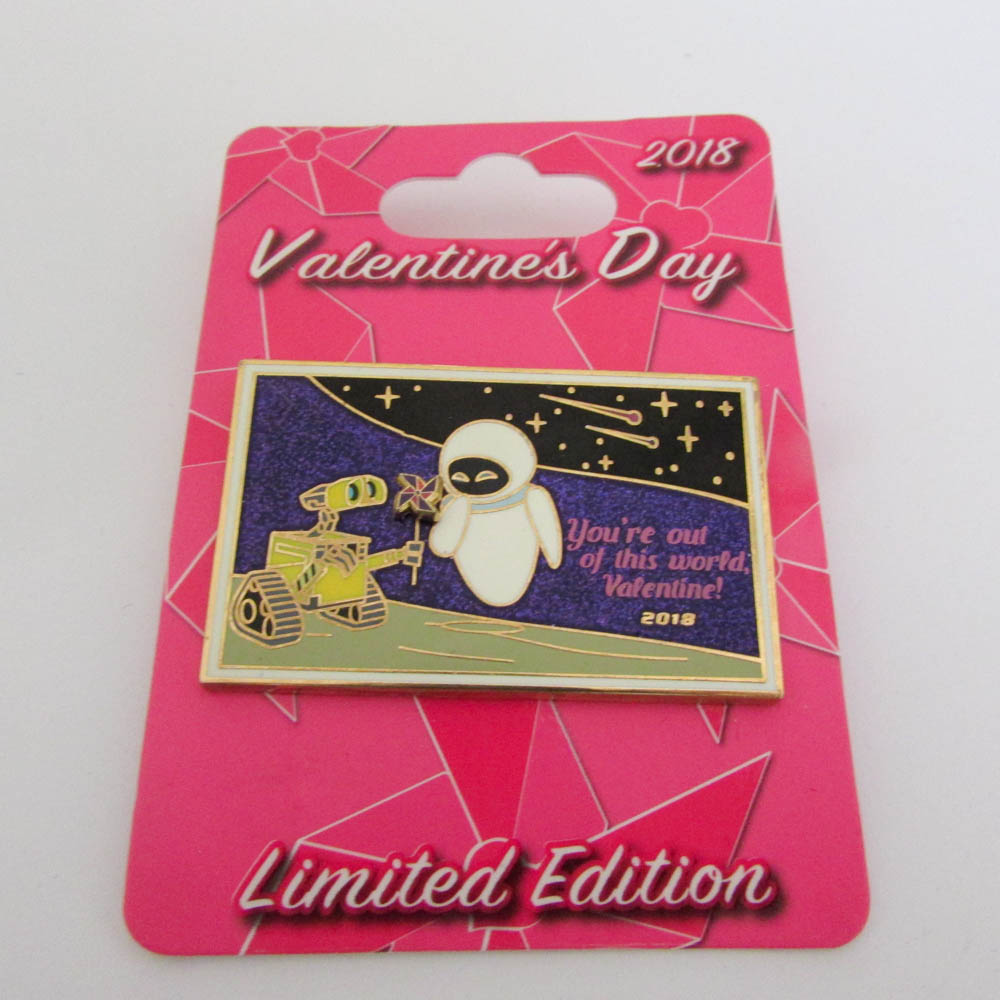 2018
Valentine's Day
You're out
of this world,
Valentine!
2018
Limited Edition